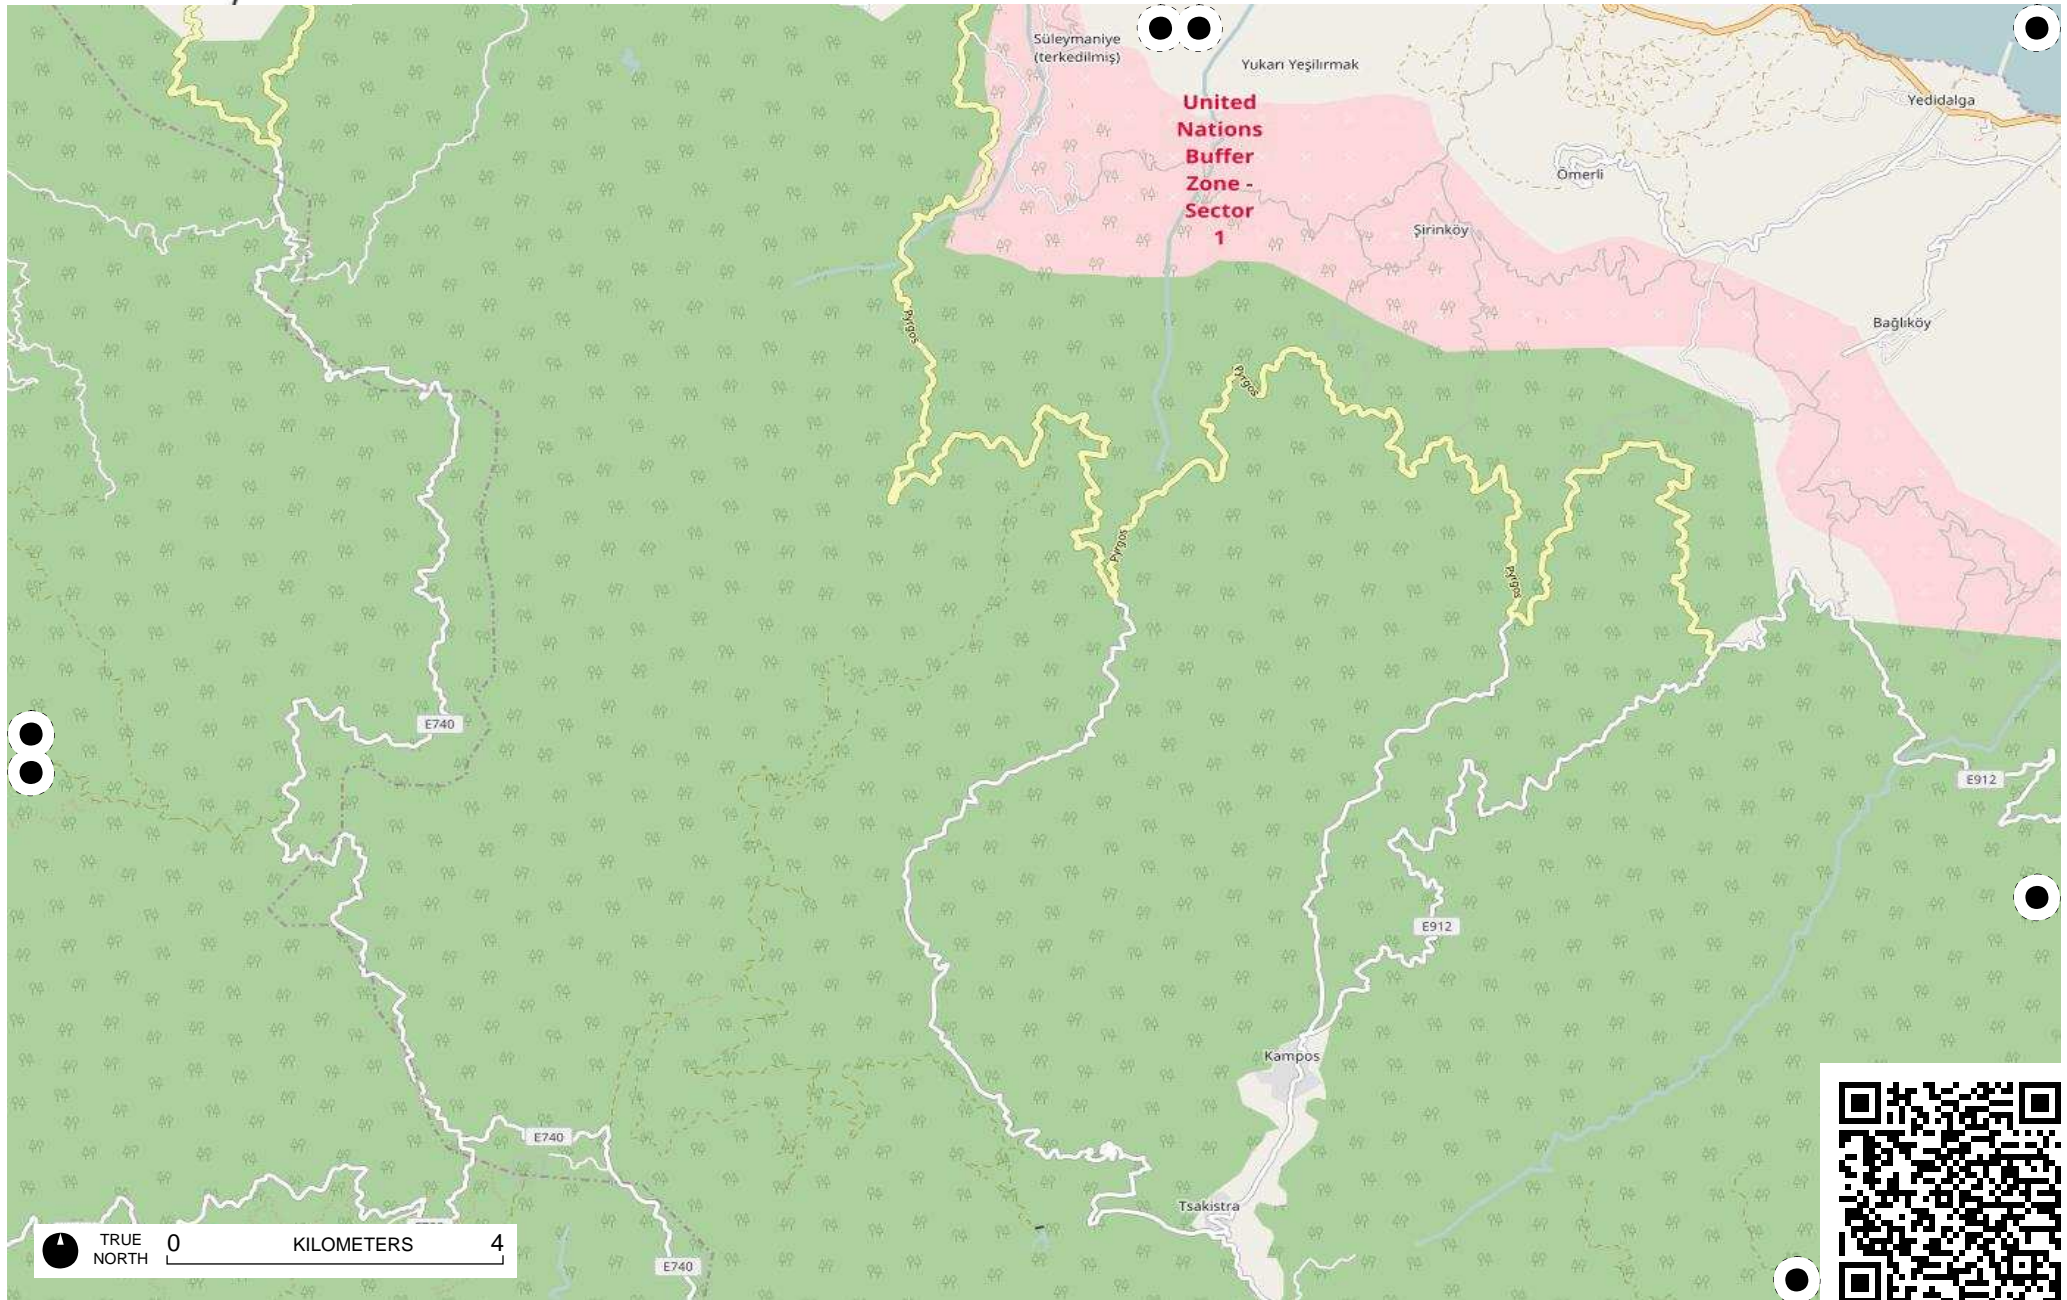 Süleymaniye
(terkedilmiş)
Yukarı Yeşilırmak
United
Nations
Buffer
Zone -
Sector
1
Yedidalga
Ömerli
Şirinköy
Bağlıköy
Pyrgos
Pyrgos
Pyrgos
Pyrgos
E740
E912
E912
Kampos
E740
Tsakistra
E740
TRUE
NORTH
0 KILOMETERS 4